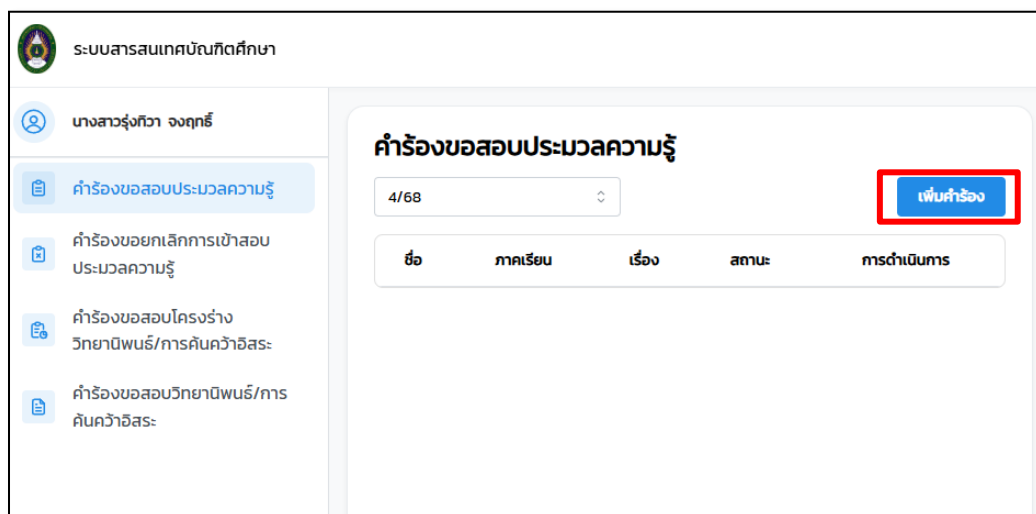 ระบบสารสนเทศบัณฑิตศึกษา
นางสาวรุ่งทิวา จงฤทธิ์
คำร้องขอสอบประมวลความรู้
คำร้องขอยกเลิกการเข้าสอบ
ประมวลความรู้
คำร้องขอสอบโครงร่าง
วิทยานิพนธ์/การค้นคว้าอิสระ
คำร้องขอสอบวิทยานิพนธ์/การ
ค้นคว้าอิสระ
คำร้องขอสอบประมวลความรู้
4/68
เพิ่มคำร้อง
ชื่อ ภาคเรียน เรื่อง สถานะ การดำเนินการ